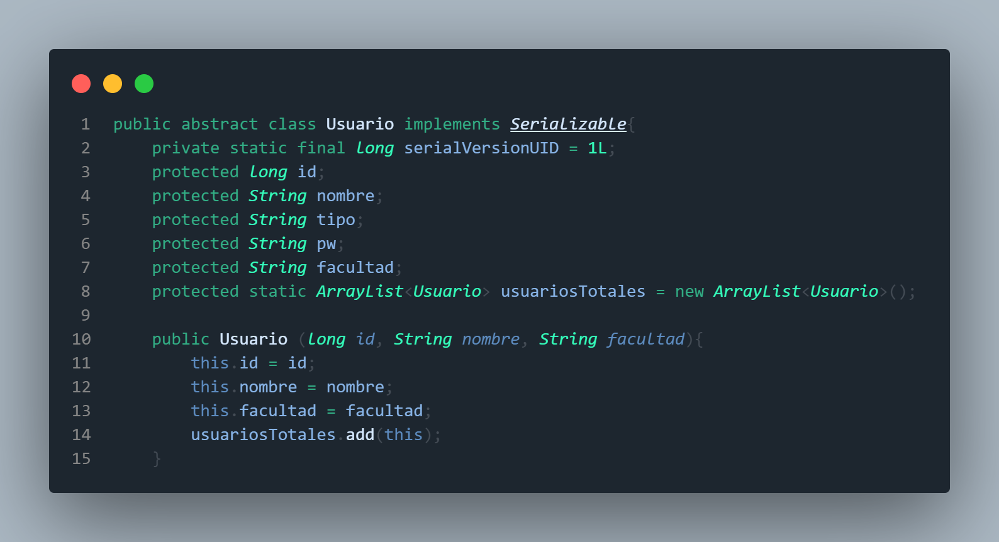 1 public abstract class Usuario implements Serializable{
2 private static final long serialVersionUID = 1L;
3 protected long id;
4 protected String nombre;
5 protected String tipo;
6 protected String pw;
7 protected String facultad;
8 protected static ArrayList<Usuario> usuariosTotales = new ArrayList<Usuario>();
9
10 public Usuario (long id, String nombre, String facultad){
11 this.id = id;
12 this.nombre = nombre;
13 this.facultad = facultad;
14 usuariosTotales.add(this);
15 }